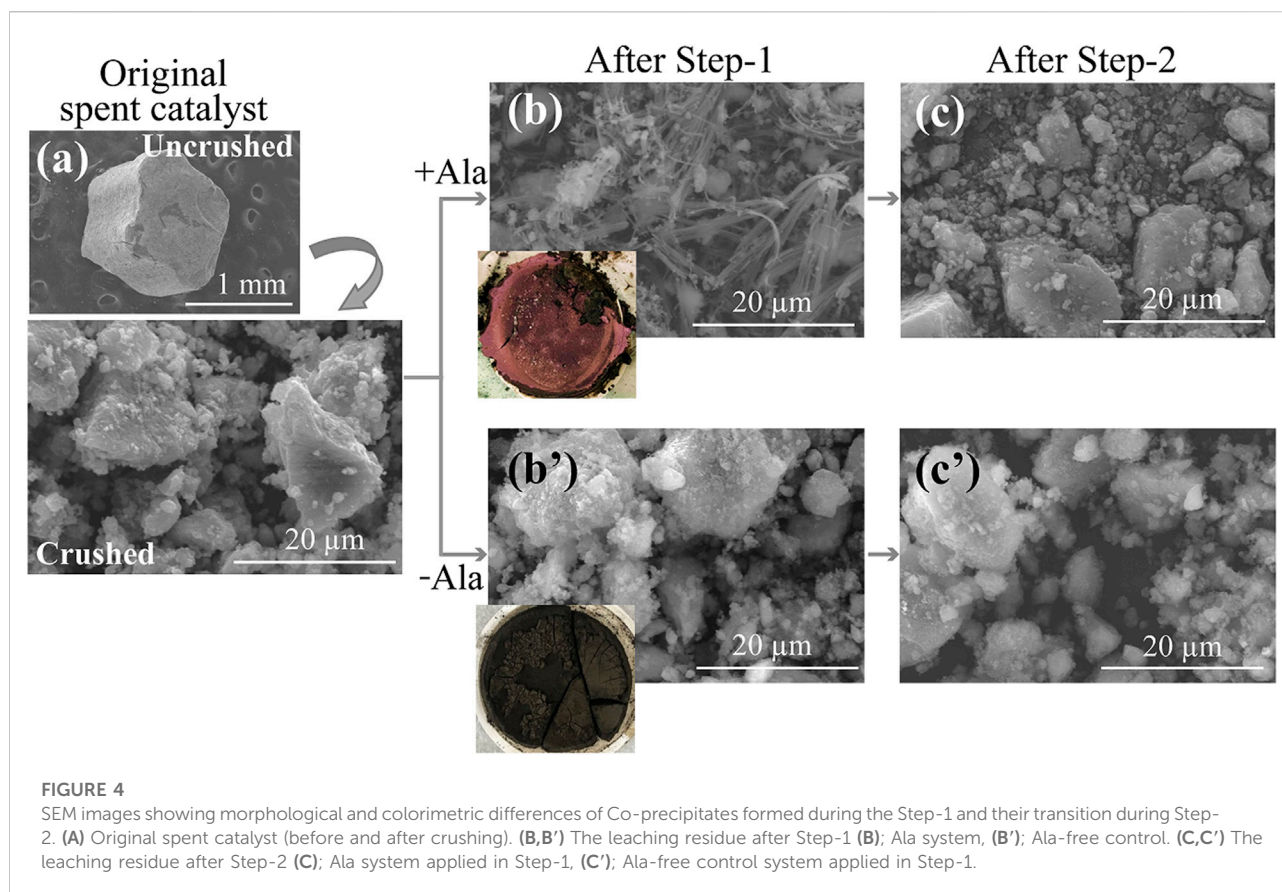 Original
spent catalyst
(a)
Uncrushed
1 mm
Crushed
20 µm
+Ala
-Ala
After Step-1
(b)
20 µm
After Step-2
(c)
20 µm
(b’)
20 µm
(c’)
20 µm
FIGURE 4
SEM images showing morphological and colorimetric differences of Co-precipitates formed during the Step-1 and their transition during Step-
2. (A) Original spent catalyst (before and after crushing). (B,B′) The leaching residue after Step-1 (B); Ala system, (B′); Ala-free control. (C,C′) The
leaching residue after Step-2 (C); Ala system applied in Step-1, (C′); Ala-free control system applied in Step-1.